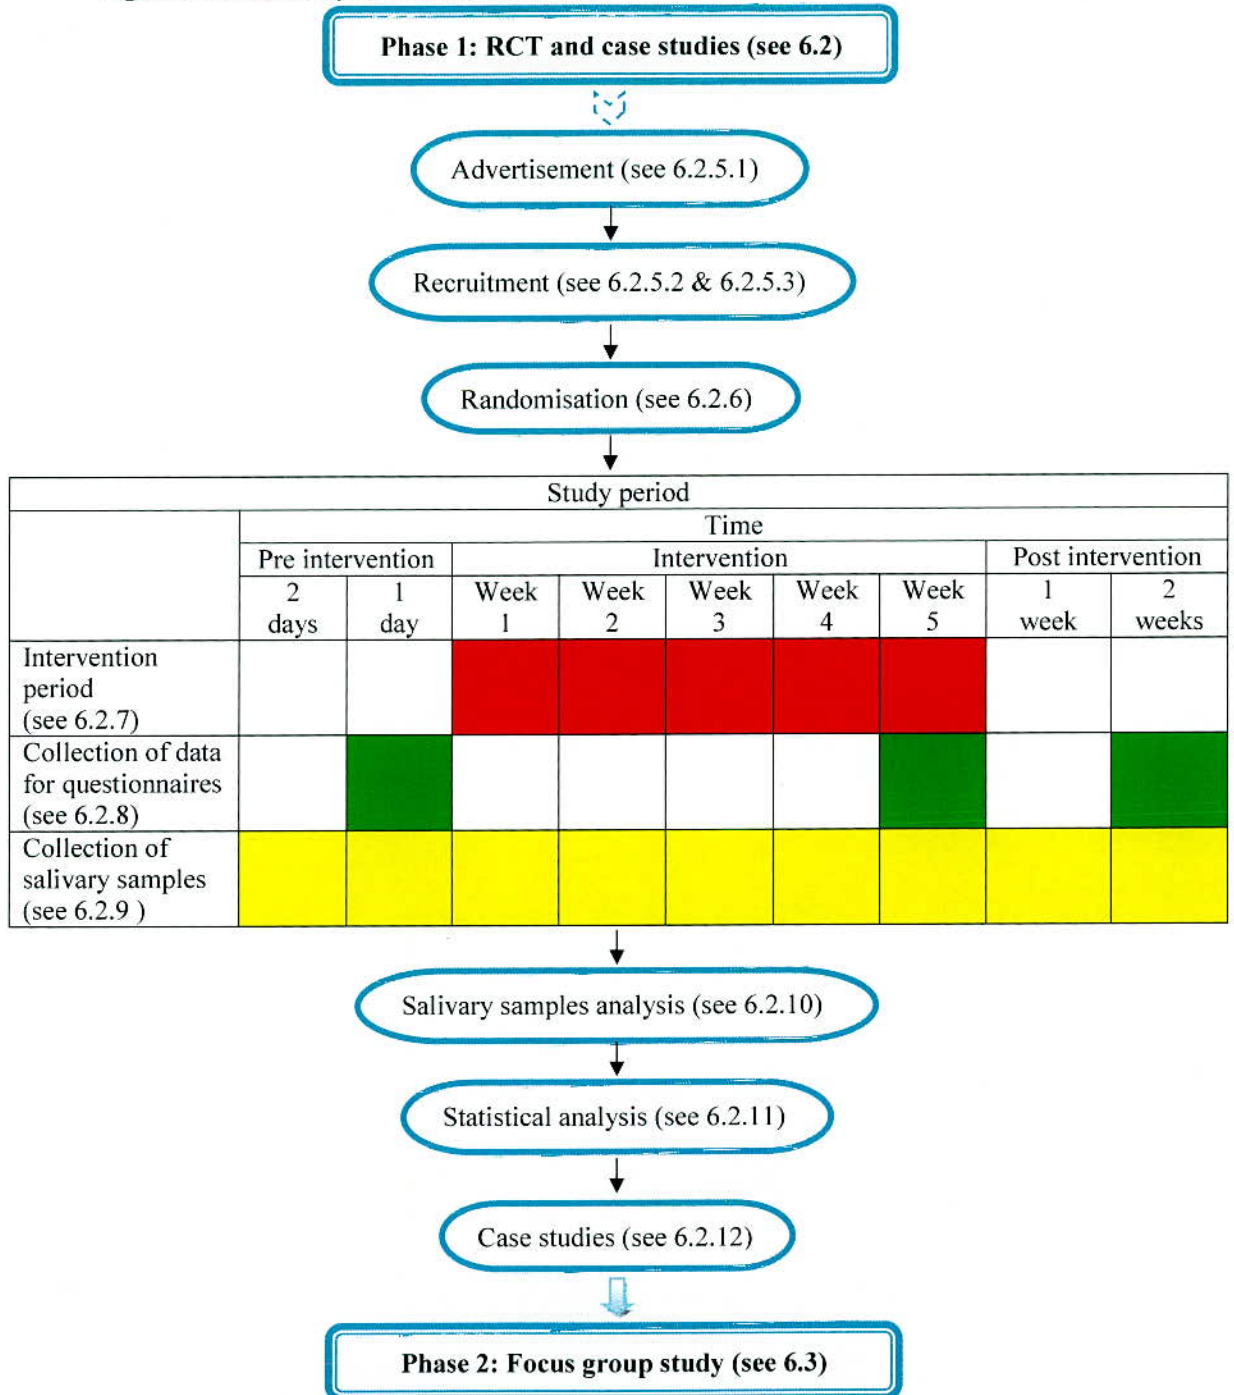 Phase 1: RCT and case studies (see 6.2)
Advertisement (see 6.2.5.1)
Recruitment (see 6.2.5.2 & 6.2.5.3)
Randomisation (see 6.2.6)
Study period
Time
Pre intervention
Intervention
Post intervention
2 days
1 day
Week 1
Week 2
Week 3
Week 4
Week 5
1 week
2 weeks
Intervention
period
(see 6.2.7)
Collection of data
for questionnaires
(see 6.2.8)
Collection of
salivary samples
(see 6.2.9 )
Salivary samples analysis (see 6.2.10)
Statistical analysis (see 6.2.11)
Case studies (see 6.2.12)
Phase 2: Focus group study (see 6.3)